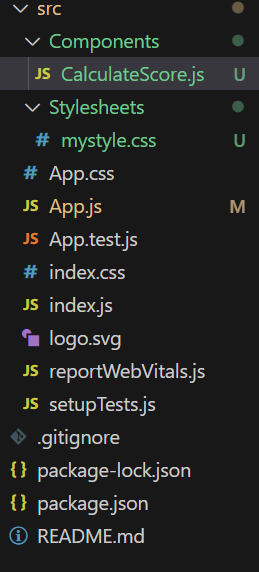 src
Components
JS CalculateScore.js U
Stylesheets
# mystyle.css U
# App.css
JS App.js M
JS App.test.js
# index.css
JS index.js
logo.svg
JS reportWebVitals.js
JS setupTests.js
.gitignore
{} package-lock.json
{} package.json
README.md